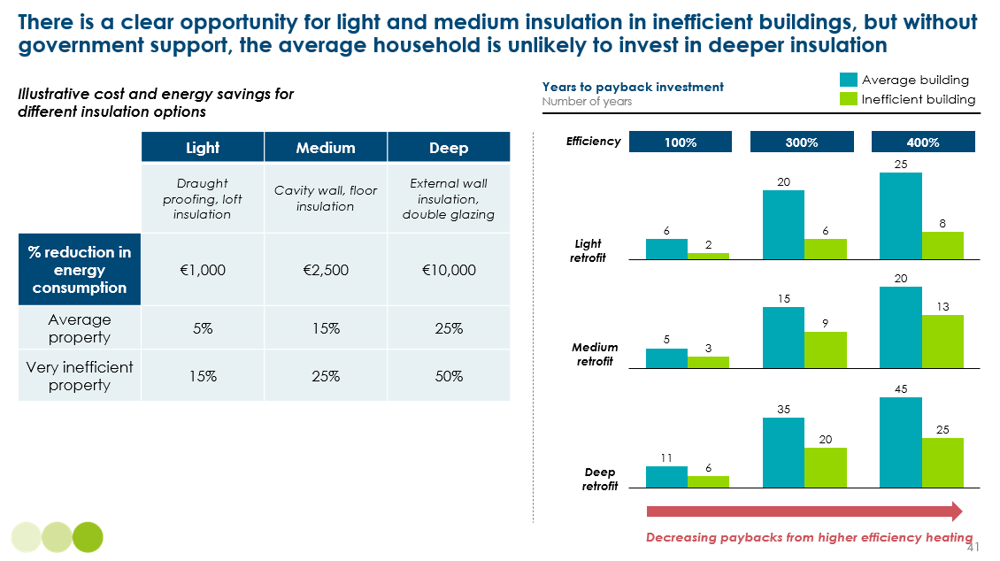 There is a clear opportunity for light and medium insulation in inefficient buildings, but without
government support, the average household is unlikely to invest in deeper insulation
Illustrative cost and energy savings for
different insulation options
Light Medium Deep
Draught
proofing, loft
insulation
Cavity wall, floor
insulation
External wall
insulation,
double glazing
% reduction in
energy
consumption
€1,000 €2,500 €10,000
Average
property
5% 15% 25%
Very inefficient
property
15% 25% 50%
Years to payback investment
Number of years
Average building
Inefficient building
Efficiency 100% 300% 400%
Light
retrofit
6 2 20 6 25 8
Medium
retrofit
5 3 15 9 20 13
Deep
retrofit
11 6 35 20 45 25
Decreasing paybacks from higher efficiency heating
41